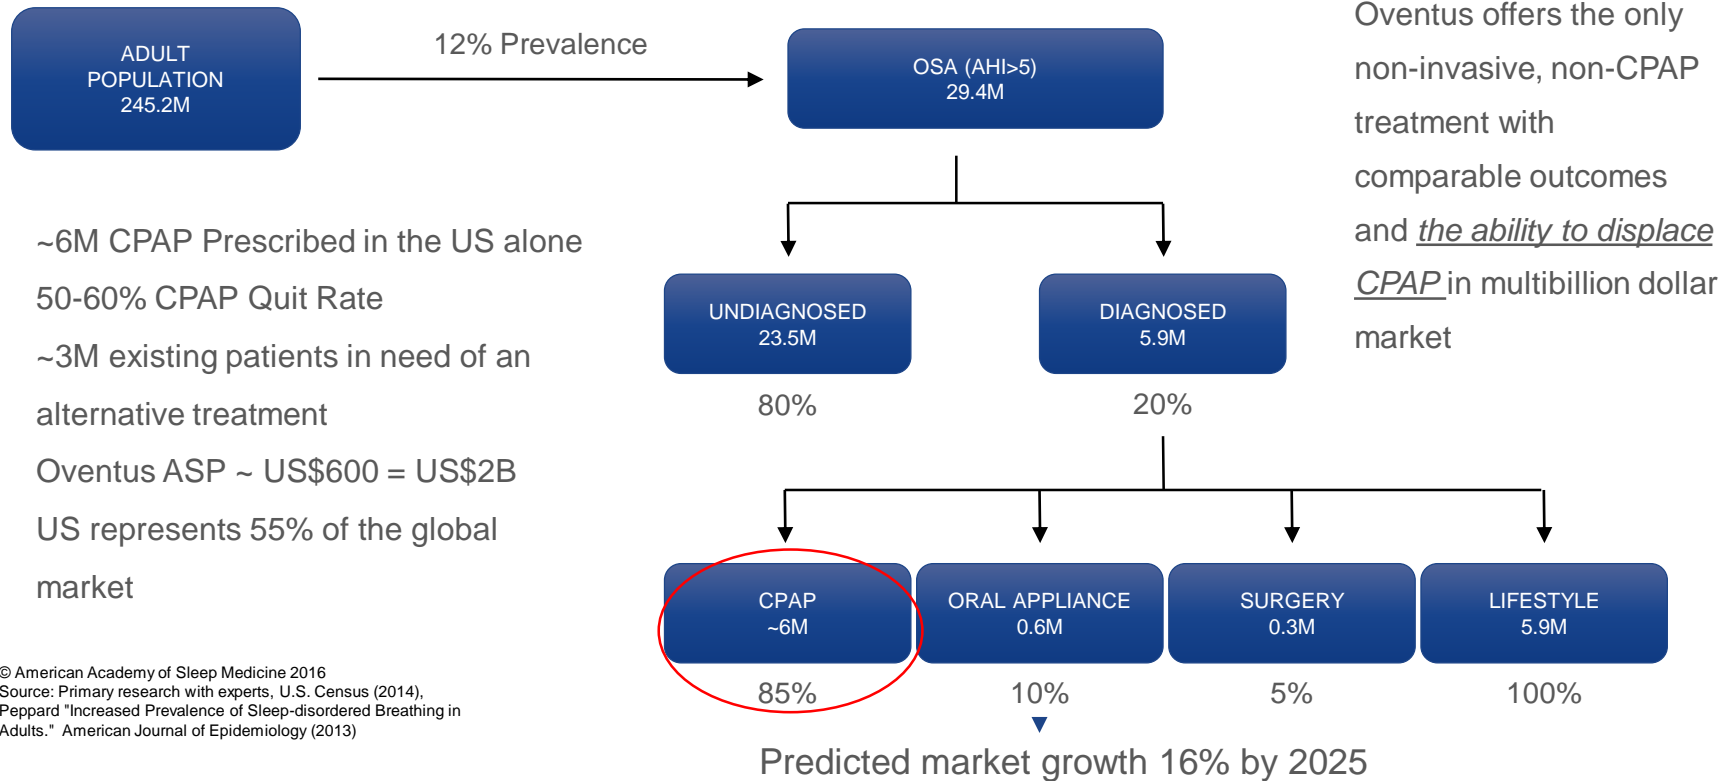 ADULT
POPULATION
245.2M
12% Prevalence
OSA (AHI>5)
29.4M
Oventus offers the only
non-invasive, non-CPAP
treatment with
comparable outcomes
and the ability to displace
CPAP in multibillion dollar
market
~6M CPAP Prescribed in the US alone
50-60% CPAP Quit Rate
~3M existing patients in need of an
alternative treatment
Oventus ASP ~ US$600 = US$2B
US represents 55% of the global
market
UNDIAGNOSED
23.5M
80%
DIAGNOSED
5.9M
20%
CPAP
~6M
85%
ORAL APPLIANCE
0.6M
10%
SURGERY
0.3M
5%
LIFESTYLE
5.9M
100%
Predicted market growth 16% by 2025
© American Academy of Sleep Medicine 2016
Source: Primary research with experts, U.S. Census (2014),
Peppard "Increased Prevalence of Sleep-disordered Breathing in
Adults." American Journal of Epidemiology (2013)